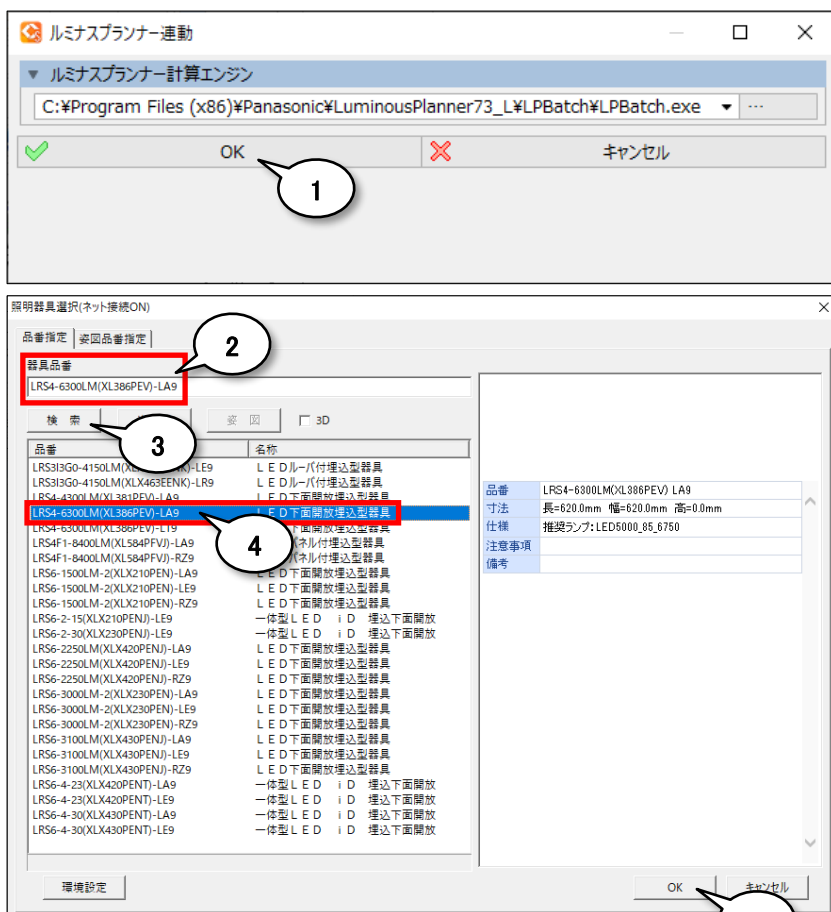 ルミナスプランナー連動
ルミナスプランナー計算エンジン
C:¥Program Files (x86)¥Panasonic¥LuminousPlanner73_L¥LPBatch¥LPBatch.exe ...
OK キャンセル
1
照明器具選択(ネット接続ON)
品番指定 姿図品番指定
2
器具品番
LRS4-6300LM(XL386PEV)-LA9
検 索 姿 図 3D
3
品番 名称
LRS3I3G0-4150LM(XL -LE9 ＬＥＤルーバ付埋込型器具
LRS3I3G0-4150LM(XLX463EENK)-LR9 ＬＥＤルーバ付埋込型器具
LRS4-4300LM(XL381PEV)-LA9 ＬＥＤ下面開放埋込型器具
LRS4-6300LM(XL386PEV)-LA9 ＬＥＤ下面開放埋込型器具
LRS4-6300LM(XL386PEV)-LT9 下面開放埋込型器具
LRS4F1-8400LM(XL584PFVJ)-LA9 パネル付埋込型器具
LRS4F1-8400LM(XL584PFVJ)-RZ9 パネル付埋込型器具
4
LRS6-1500LM-2(XLX210PEN)-LA9 ＬＥＤ下面開放埋込型器具
LRS6-1500LM-2(XLX210PEN)-LE9 ＬＥＤ下面開放埋込型器具
LRS6-1500LM-2(XLX210PEN)-RZ9 ＬＥＤ下面開放埋込型器具
LRS6-2-15(XLX210PENJ)-LE9 一体型ＬＥＤ ｉＤ 埋込下面開放
LRS6-2-30(XLX230PENJ)-LE9 一体型ＬＥＤ ｉＤ 埋込下面開放
LRS6-2250LM(XLX420PENJ)-LA9 ＬＥＤ下面開放埋込型器具
LRS6-2250LM(XLX420PENJ)-LE9 ＬＥＤ下面開放埋込型器具
LRS6-2250LM(XLX420PENJ)-RZ9 ＬＥＤ下面開放埋込型器具
LRS6-3000LM-2(XLX230PEN)-LA9 ＬＥＤ下面開放埋込型器具
LRS6-3000LM-2(XLX230PEN)-LE9 ＬＥＤ下面開放埋込型器具
LRS6-3000LM-2(XLX230PEN)-RZ9 ＬＥＤ下面開放埋込型器具
LRS6-3100LM(XLX430PENJ)-LA9 ＬＥＤ下面開放埋込型器具
LRS6-3100LM(XLX430PENJ)-LE9 ＬＥＤ下面開放埋込型器具
LRS6-3100LM(XLX430PENJ)-RZ9 ＬＥＤ下面開放埋込型器具
LRS6-4-23(XLX420PENT)-LA9 一体型ＬＥＤ ｉＤ 埋込下面開放
LRS6-4-23(XLX420PENT)-LE9 一体型ＬＥＤ ｉＤ 埋込下面開放
LRS6-4-30(XLX430PENT)-LA9 一体型ＬＥＤ ｉＤ 埋込下面開放
LRS6-4-30(XLX430PENT)-LE9 一体型ＬＥＤ ｉＤ 埋込下面開放
品番 LRS4-6300LM(XL386PEV) LA9
寸法 長=620.0mm 幅=620.0mm 高=0.0mm
仕様 推奨ランプ:LED5000_85_6750
注意事項
備考
環境設定 OK キャンセル